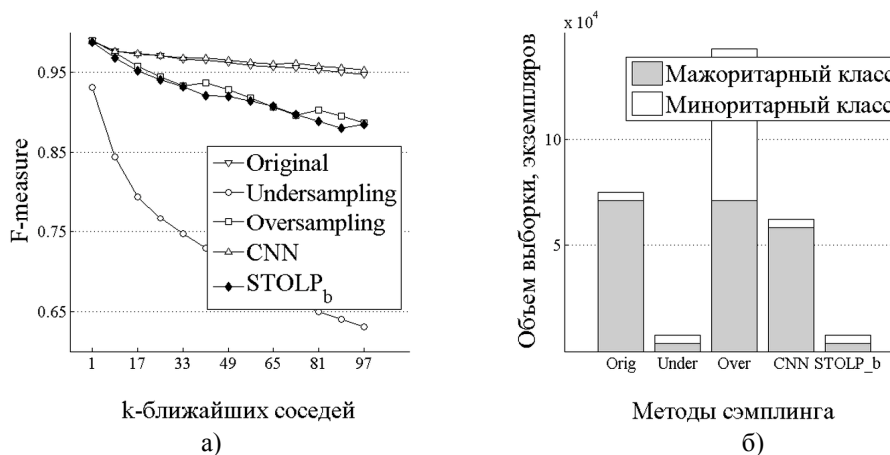 F-measure
0.95
0.85
0.75
0.65
1
17
33
49
65
81
97
Original
Undersampling
Oversampling
CNN
STOLP_b
k-ближайших соседей
а)
Объем выборки, экземпляров
x 10^4
10
5
Мажоритарный класс
Миноритарный класс
Orig
Under
Over
CNN
STOLP_b
Методы сэмплинга
б)